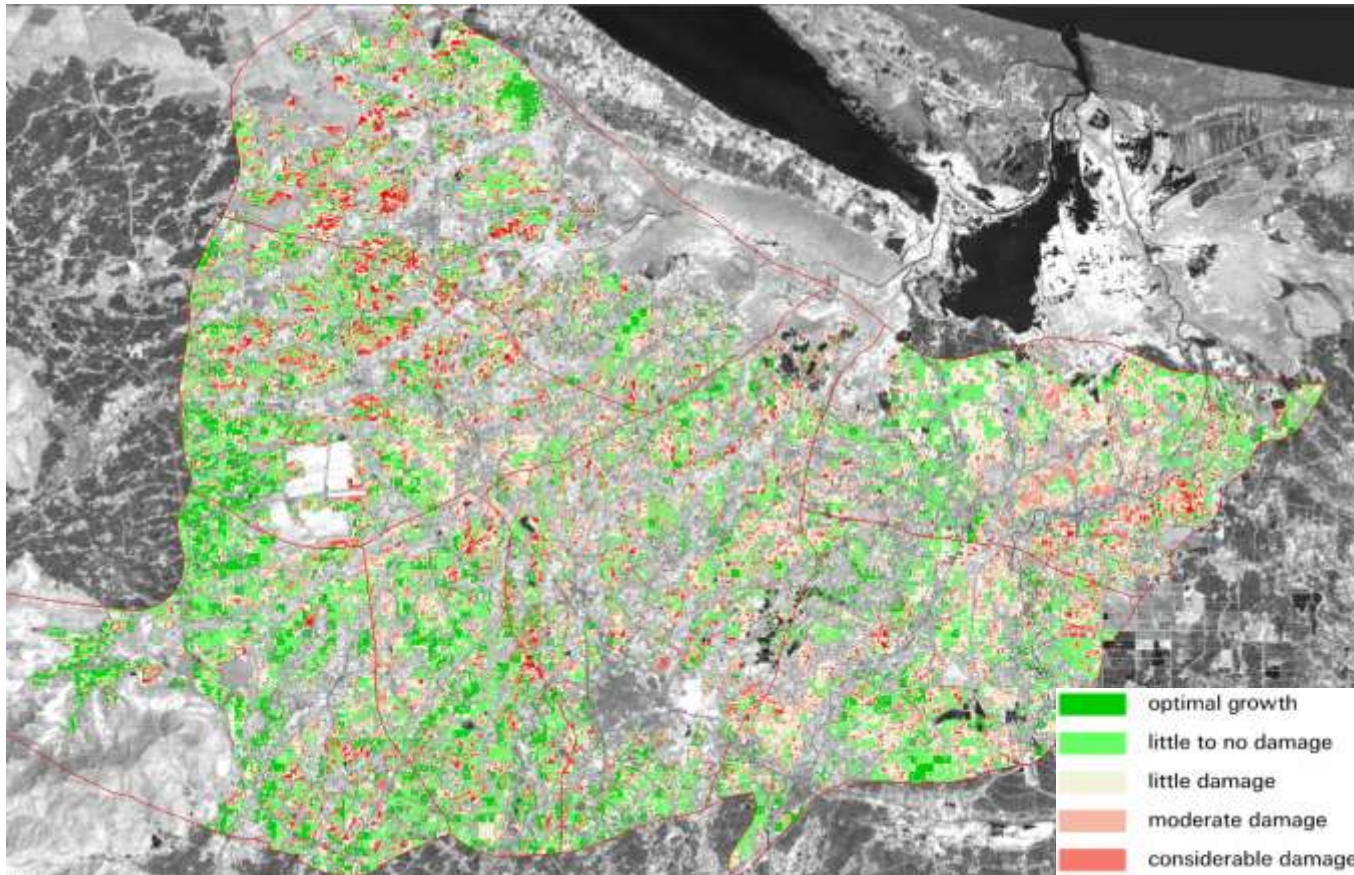 optimal growth
little to no damage
little damage
moderate damage
considerable damage